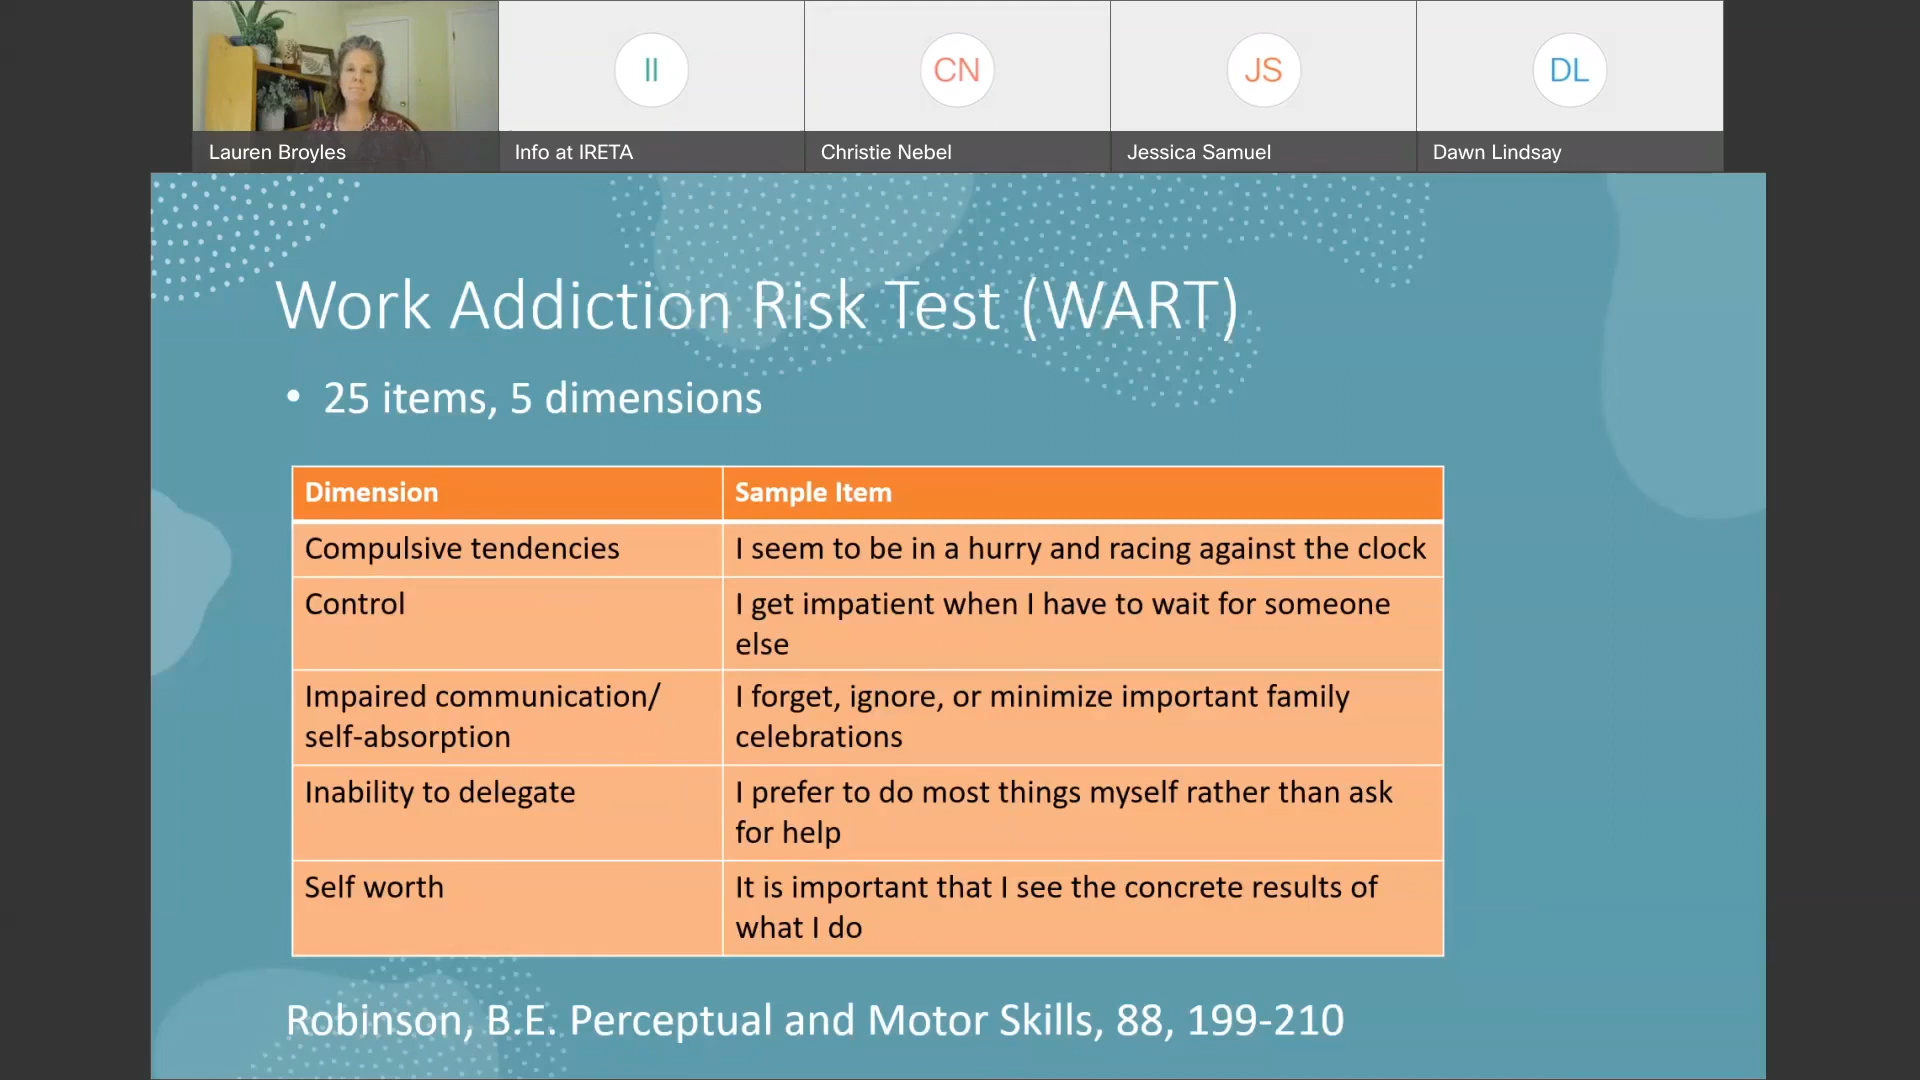 II
CN
JS
DL
Lauren Broyles
Info at IRETA
Christie Nebel
Jessica Samuel
Dawn Lindsay
Work Addiction Risk Test (WART)
• 25 items, 5 dimensions
Dimension
Sample Item
Compulsive tendencies
I seem to be in a hurry and racing against the clock
Control
I get impatient when I have to wait for someone
else
Impaired communication/
self-absorption
I forget, ignore, or minimize important family
celebrations
Inability to delegate
I prefer to do most things myself rather than ask
for help
Self worth
It is important that I see the concrete results of
what I do
Robinson, B.E. Perceptual and Motor Skills, 88, 199-210